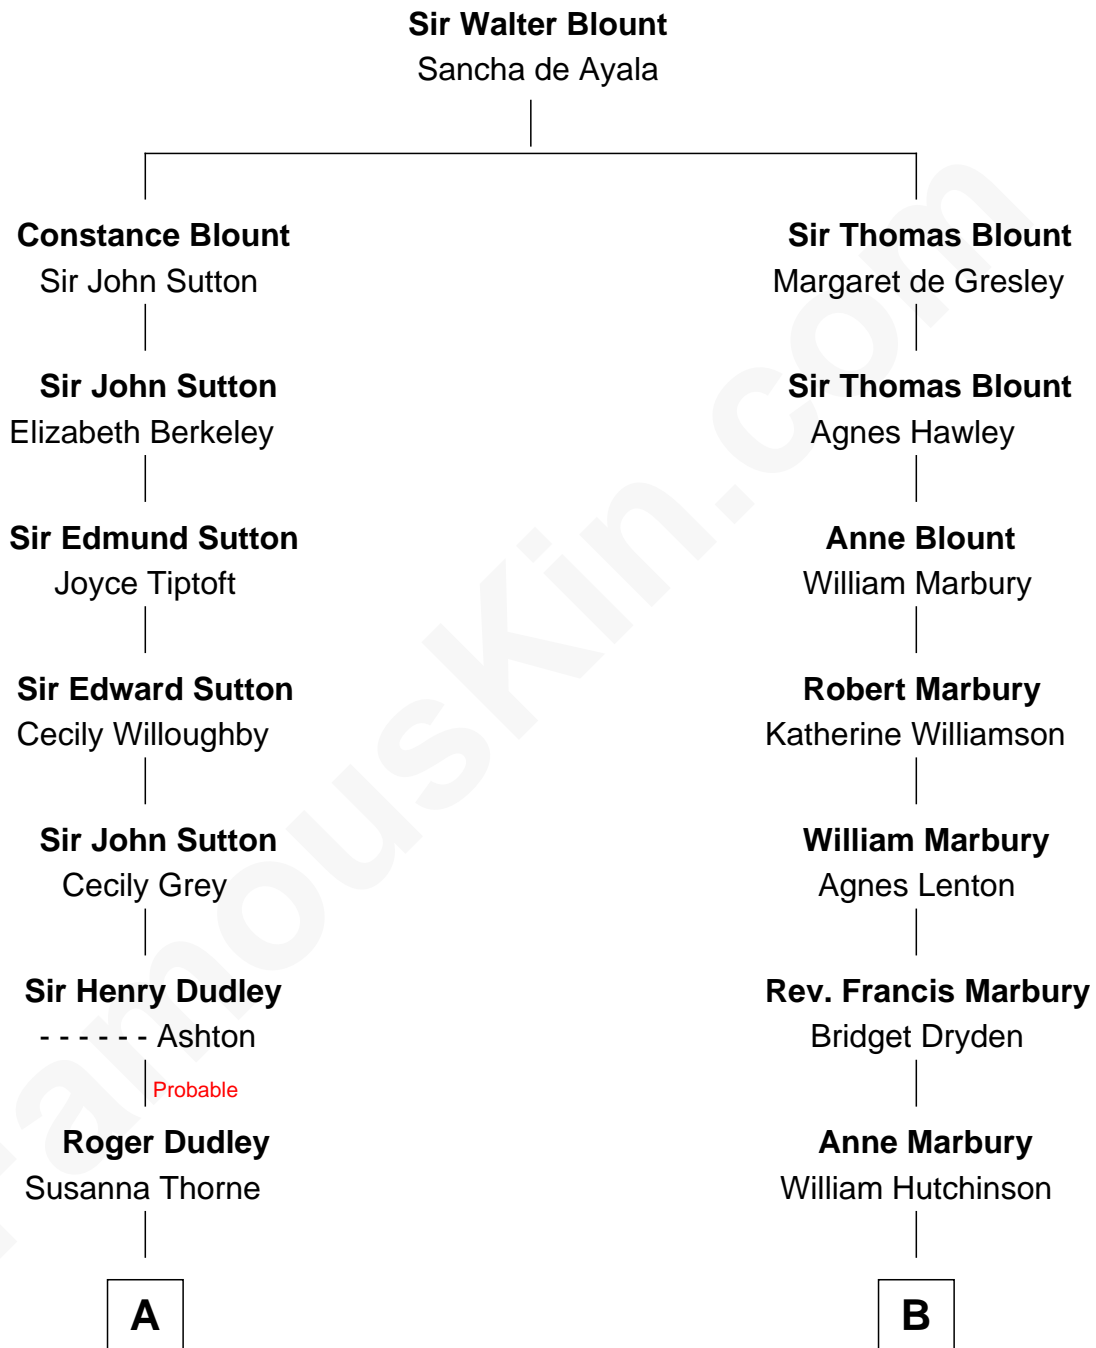 Sir Walter Blount
Sancha de Ayala
Constance Blount
Sir John Sutton
Sir Thomas Blount
Margaret de Gresley
Sir John Sutton
Elizabeth Berkeley
Sir Thomas Blount
Agnes Hawley
Sir Edmund Sutton
Joyce Tiptoft
Anne Blount
William Marbury
Sir Edward Sutton
Cecily Willoughby
Robert Marbury
Katherine Williamson
Sir John Sutton
Cecily Grey
William Marbury
Agnes Lenton
Sir Henry Dudley
- - - - - - Ashton
Rev. Francis Marbury
Bridget Dryden
Probable
Roger Dudley
Susanna Thorne
Anne Marbury
William Hutchinson
A
B
FamousKin.com